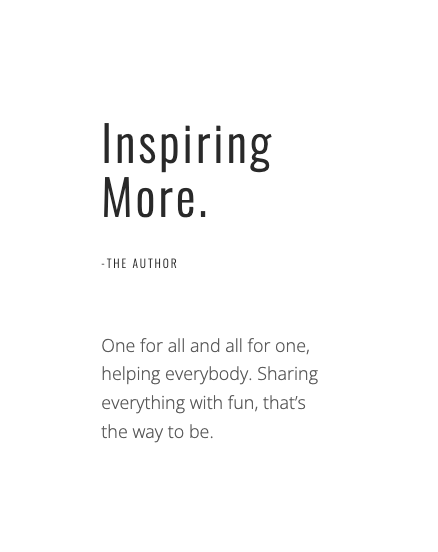 Inspiring
More.
-THE AUTHOR
One for all and all for one,
helping everybody. Sharing
everything with fun, that’s
the way to be.